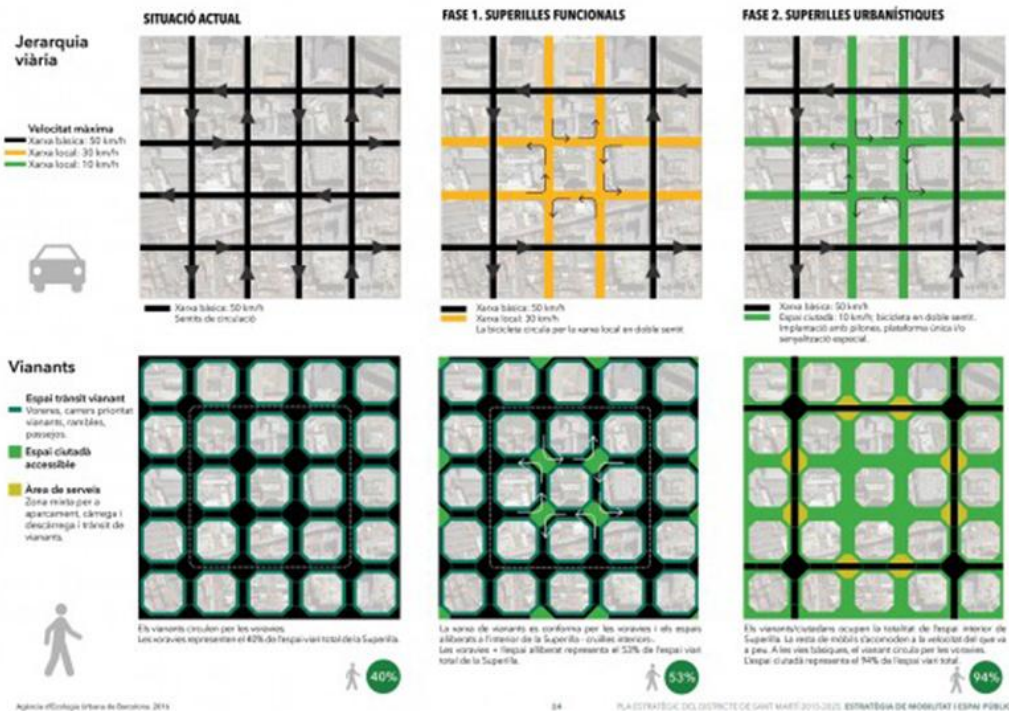 SITUACIÓ ACTUAL
FASE 1. SUPERILLES FUNCIONALS
FASE 2. SUPERILLES URBANÍSTIQUES
Jerarquia
viària
Velocitat màxima
Xarxa bàsica: 50 km/h
Xarxa local: 30 km/h
Xarxa local: 10 km/h
Xarxa bàsica: 50 km/h
Sentits de circulació
Xarxa bàsica: 50 km/h
Xarxa local: 30 km/h
La bicicleta circula per la xarxa local en doble sentit
Xarxa bàsica: 50 km/h
Espai ciutadà: 10 km/h; bicicleta en doble sentit.
Implantació amb pilones, plataforma única i/o
senyalització especial.
Vianants
Espai trànsit vianant
Voreres, carrers prioritat
vianants, rambles,
passejos.
Espai ciutadà
accessible
Àrea de serveis
Zona mixta per a
aparcament, càrrega i
descàrrega i trànsit de
vianants.
Els vianants circulen per les voravies.
Les voravies representen el 40% de l'espai viari total de la Superilla.
40%
La xarxa de vianants es conforma per les voravies i els espais
alliberats a l'interior de la Superilla - cruïlles interiors-.
Les voravies + l'espai alliberat representa el 53% de l'espai viari
total de la Superilla.
53%
Els vianants/ciutadans ocupen la totalitat de l'espai interior de
Superilla. La resta de mòbils s'acomoden a la velocitat del que va
a peu. A les vies bàsiques, el vianant circula per les voravies.
L'espai ciutadà representa el 94% de l'espai viari total.
94%
Agència d'Ecologia Urbana de Barcelona. 2014
PLA ESTRATÈGIC DEL DISTRICTE DE SANT MARTÍ 2015-2025. ESTRATÈGIA DE MOBILITAT I ESPAI PÚBLIC